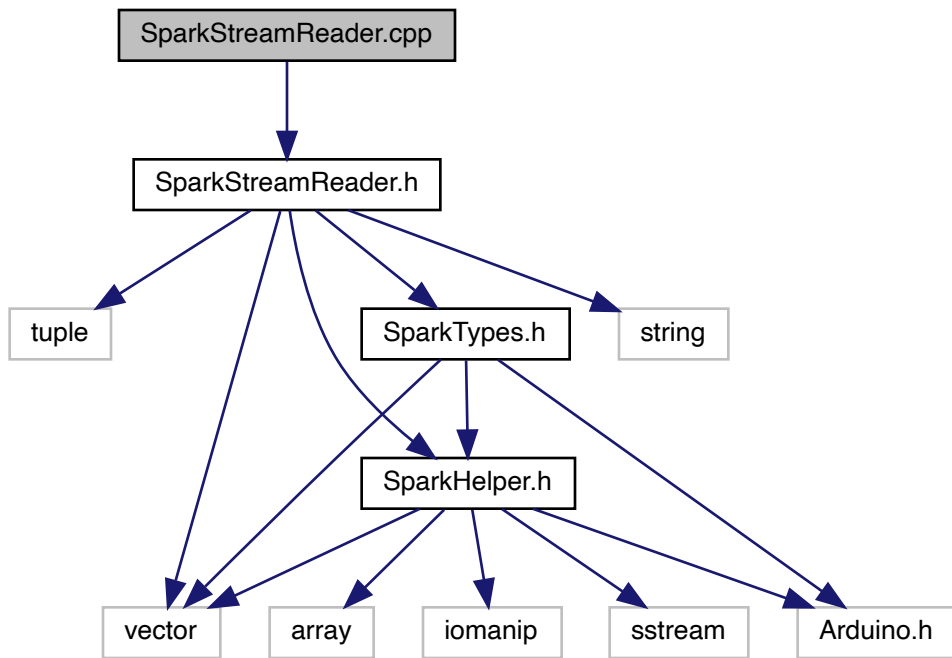 SparkStreamReader.cpp
SparkStreamReader.h
tuple
SparkTypes.h
string
SparkHelper.h
vector
array
iomanip
sstream
Arduino.h